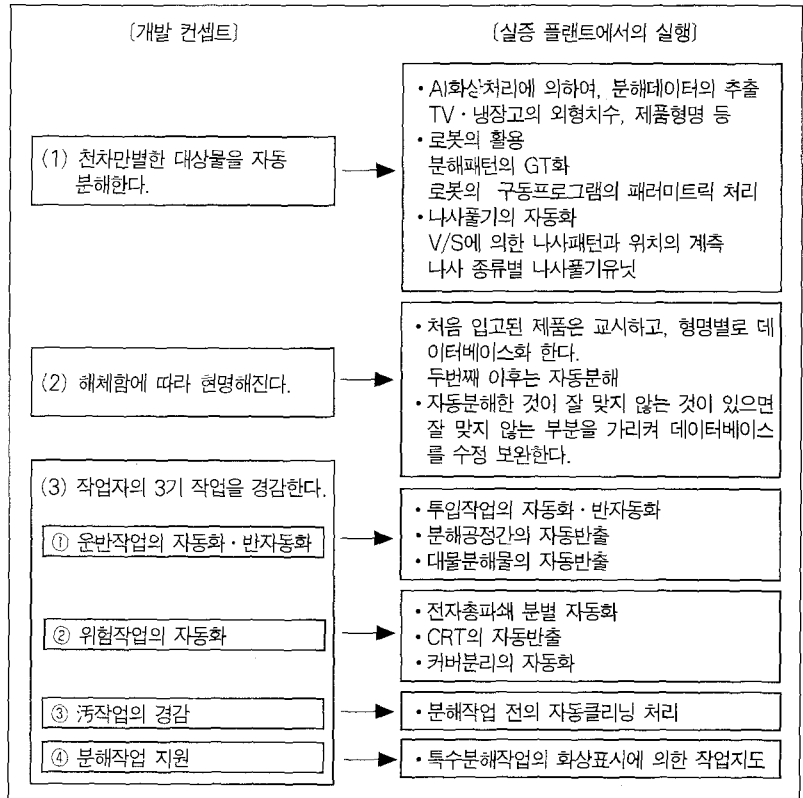 〔개발 컨셉트〕
〔실증 플랜트에서의 실행〕
(1) 천차만별한 대상물을 자동
분해한다.
• AI화상처리에 의하여, 분해데이터의 추출
TV · 냉장고의 외형치수, 제품형명 등
• 로봇의 활용
분해패턴의 GT화
로봇의 구동프로그램의 패러미트릭 처리
• 나사풀기의 자동화
V/S에 의한 나사패턴과 위치의 계측
나사 종류별 나사풀기유닛
(2) 해체함에 따라 현명해진다.
• 처음 입고된 제품은 교시하고, 형명별로 데
이터베이스화 한다.
두번째 이후는 자동분해
• 자동분해한 것이 잘 맞지 않는 것이 있으면
잘 맞지 않는 부분을 가리켜 데이터베이스
를 수정 보완한다.
(3) 작업자의 3기 작업을 경감한다.
① 운반작업의 자동화 · 반자동화
• 투입작업의 자동화 · 반자동화
• 분해공정간의 자동반출
• 대물분해물의 자동반출
② 위험작업의 자동화
• 전자총파쇄 분별 자동화
• CRT의 자동반출
• 커버분리의 자동화
③ 汚작업의 경감
• 분해작업 전의 자동클리닝 처리
④ 분해작업 지원
• 특수분해작업의 화상표시에 의한 작업지도